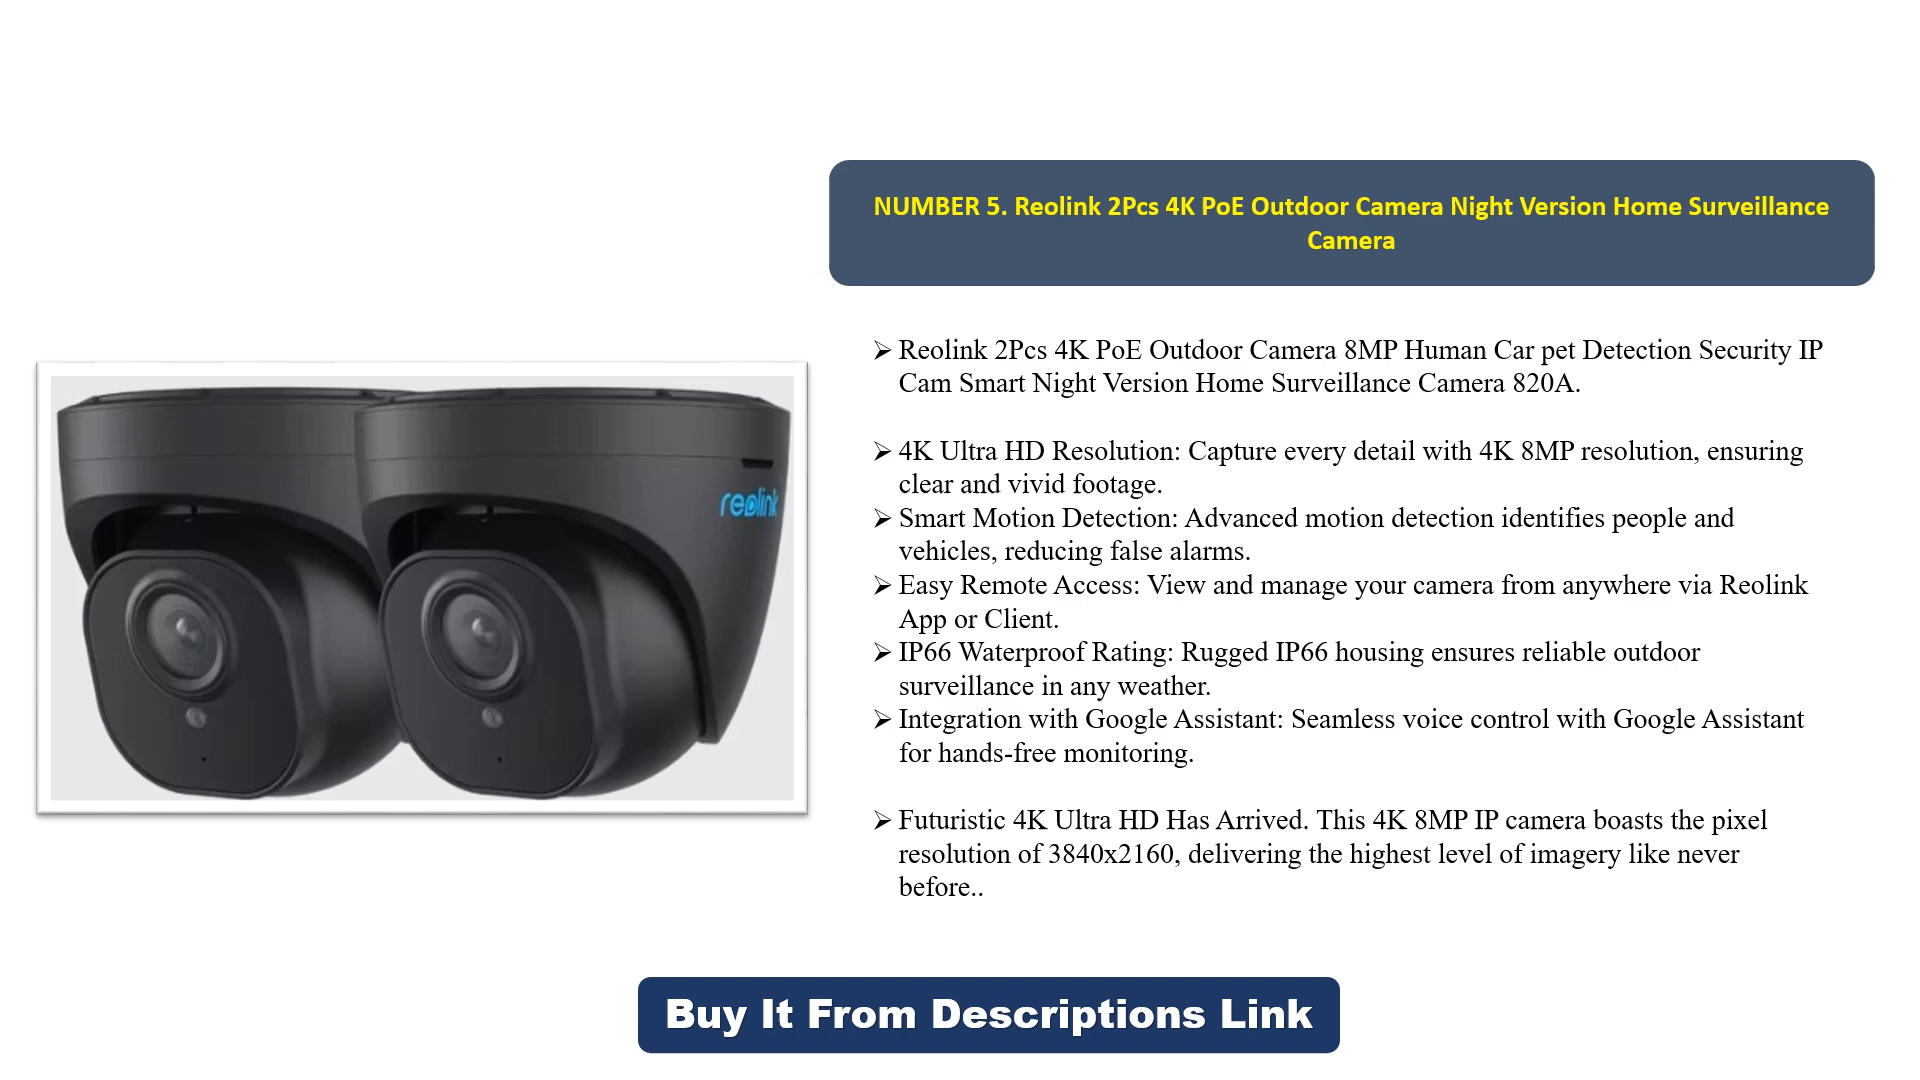 NUMBER 5. Reolink 2Pcs 4K PoE Outdoor Camera Night Version Home Surveillance
Camera
➢ Reolink 2Pcs 4K PoE Outdoor Camera 8MP Human Car pet Detection Security IP
Cam Smart Night Version Home Surveillance Camera 820A.
➢ 4K Ultra HD Resolution: Capture every detail with 4K 8MP resolution, ensuring
clear and vivid footage.
➢ Smart Motion Detection: Advanced motion detection identifies people and
vehicles, reducing false alarms.
➢ Easy Remote Access: View and manage your camera from anywhere via Reolink
App or Client.
➢ IP66 Waterproof Rating: Rugged IP66 housing ensures reliable outdoor
surveillance in any weather.
➢ Integration with Google Assistant: Seamless voice control with Google Assistant
for hands-free monitoring.
➢ Futuristic 4K Ultra HD Has Arrived. This 4K 8MP IP camera boasts the pixel
resolution of 3840x2160, delivering the highest level of imagery like never
before..
reolink
Buy It From Descriptions Link